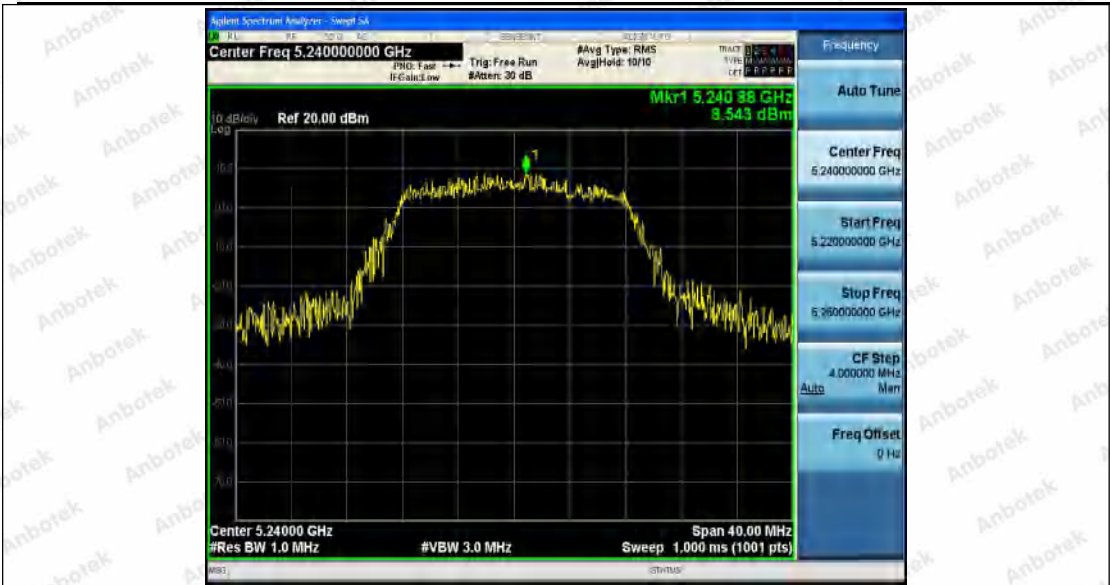 Agilent Spectrum Analyzer - Swept SA
Center Freq 5.240000000 GHz
PNO: Fast
IFGain:Low
Trig: Free Run
#Atten: 30 dB
#Avg Type: RMS
Avg|Hold: 10/10
TRACE
TYPE
DET P P P P P P
Mkr1 5.240 88 GHz
8.543 dBm
10 dB/div
Log
Ref 20.00 dBm
1
Center 5.24000 GHz
Span 40.00 MHz
#Res BW 1.0 MHz
#VBW 3.0 MHz
Sweep 1.000 ms (1001 pts)
MSG
STATUS
Frequency
Auto Tune
Center Freq
5.240000000 GHz
Start Freq
5.220000000 GHz
Stop Freq
5.260000000 GHz
CF Step
4.000000 MHz
Auto Man
Freq Offset
0 Hz
Anbotek